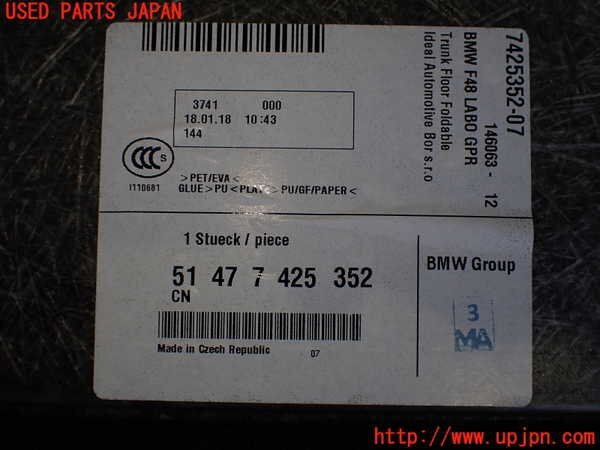 USED PARTS JAPAN
3741 000
18.01.18 10:43
144
CCC S
I110681
>PET/EVA<
GLUE>PU<PLAT<>PU/GF/PAPER<
7425352-07
146063 - 12
BMW F48 LABO GPR
Trunk Floor Foldable
Ideal Automotive Bor s.r.o
1 Stueck / piece
51 47 7 425 352
CN
Made in Czech Republic 07
BMW Group
3
MA
http://www.upjpn.com/